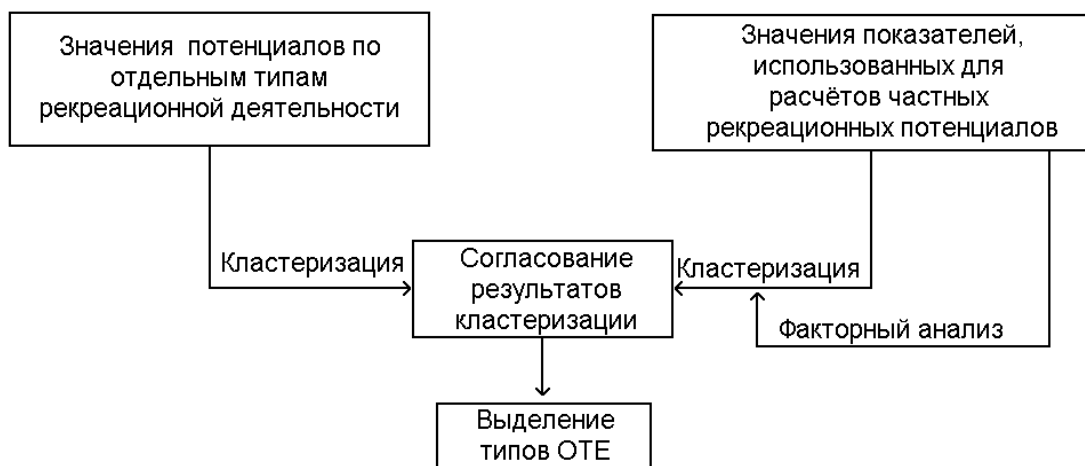 Значения потенциалов по
отдельным типам
рекреационной деятельности
Значения показателей,
использованных для
расчётов частных
рекреационных потенциалов
Кластеризация
Согласование
результатов
кластеризации
Кластеризация
Факторный анализ
Выделение
типов ОТЕ